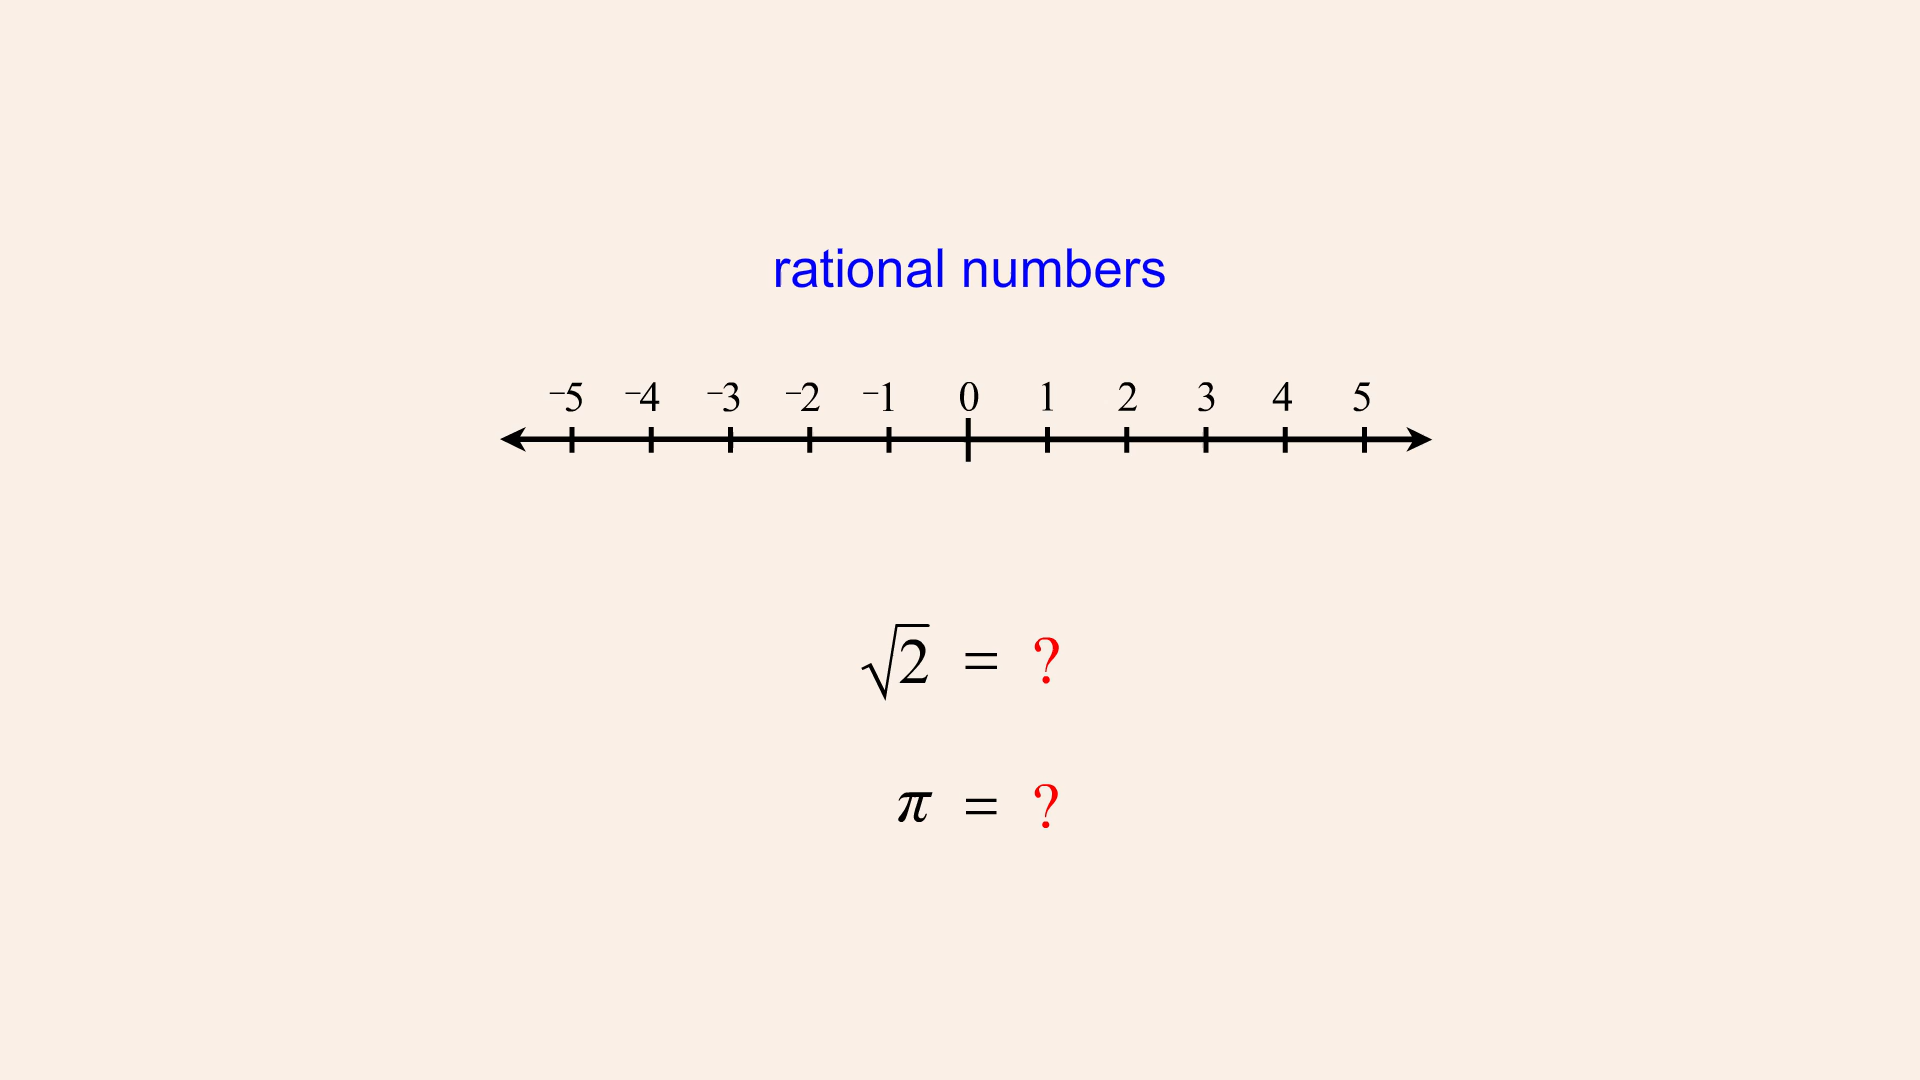 rational numbers
−5 −4 −3 −2 −1 0 1 2 3 4 5
√2 = ?
π = ?